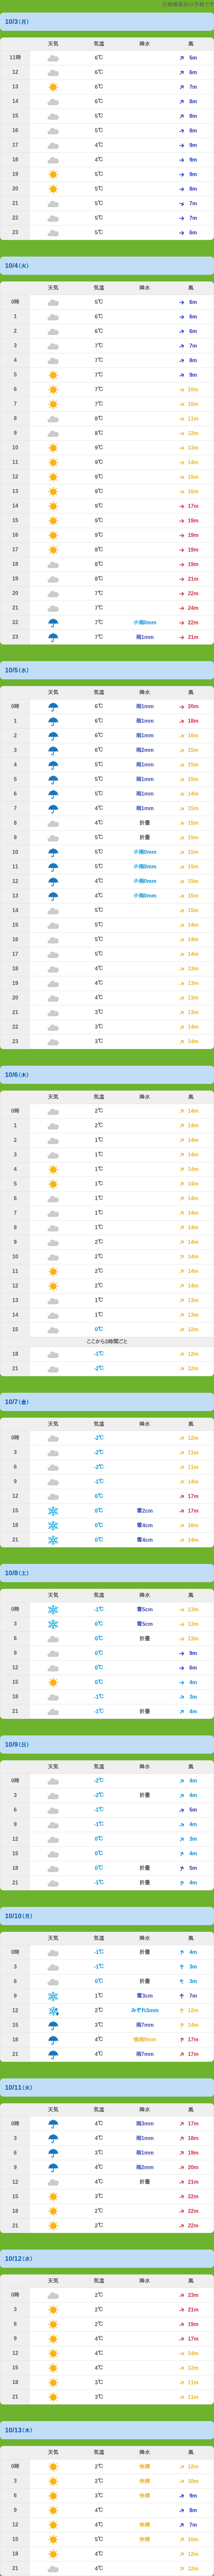 10/3(月)
天気 気温 降水 風
11時 6℃ 5m
12 6℃ 6m
13 6℃ 7m
14 6℃ 8m
15 5℃ 8m
16 5℃ 8m
17 4℃ 9m
18 4℃ 9m
19 5℃ 9m
20 5℃ 8m
21 5℃ 7m
22 5℃ 7m
23 5℃ 6m
10/4(火)
天気 気温 降水 風
0時 5℃ 6m
1 6℃ 6m
2 6℃ 6m
3 7℃ 7m
4 7℃ 8m
5 7℃ 9m
6 7℃ 10m
7 7℃ 10m
8 8℃ 11m
9 8℃ 12m
10 9℃ 13m
11 9℃ 14m
12 9℃ 15m
13 9℃ 16m
14 9℃ 17m
15 9℃ 19m
16 9℃ 19m
17 8℃ 19m
18 8℃ 19m
19 8℃ 21m
20 7℃ 22m
21 7℃ 24m
22 7℃ 小雨0mm 22m
23 7℃ 雨1mm 21m
10/5(水)
天気 気温 降水 風
0時 6℃ 雨1mm 20m
1 6℃ 雨1mm 18m
2 6℃ 雨1mm 16m
3 6℃ 雨2mm 15m
4 5℃ 雨1mm 15m
5 5℃ 雨1mm 15m
6 5℃ 雨1mm 14m
7 4℃ 雨1mm 15m
8 4℃ 折畳 15m
9 5℃ 折畳 15m
10 5℃ 小雨0mm 15m
11 5℃ 小雨0mm 15m
12 4℃ 小雨0mm 15m
13 4℃ 小雨0mm 15m
14 5℃ 15m
15 5℃ 14m
16 5℃ 14m
17 5℃ 14m
18 4℃ 13m
19 4℃ 13m
20 4℃ 13m
21 3℃ 13m
22 3℃ 14m
23 3℃ 14m
10/6(木)
天気 気温 降水 風
0時 2℃ 14m
1 2℃ 14m
2 1℃ 14m
3 1℃ 14m
4 1℃ 14m
5 1℃ 14m
6 1℃ 14m
7 1℃ 14m
8 1℃ 14m
9 2℃ 14m
10 2℃ 14m
11 2℃ 14m
12 2℃ 14m
13 1℃ 13m
14 1℃ 13m
15 0℃ 12m
ここから3時間ごと
18 -1℃ 12m
21 -2℃ 12m
10/7(金)
天気 気温 降水 風
0時 -2℃ 12m
3 -2℃ 11m
6 -2℃ 11m
9 -1℃ 14m
12 0℃ 17m
15 0℃ 雪2cm 17m
18 0℃ 雪4cm 16m
21 0℃ 雪4cm 14m
10/8(土)
天気 気温 降水 風
0時 -1℃ 雪5cm 13m
3 0℃ 雪5cm 13m
6 0℃ 折畳 13m
9 0℃ 9m
12 0℃ 6m
15 0℃ 4m
18 -1℃ 3m
21 -1℃ 折畳 4m
10/9(日)
天気 気温 降水 風
0時 -2℃ 4m
3 -2℃ 折畳 4m
6 -1℃ 5m
9 -1℃ 4m
12 0℃ 3m
15 0℃ 4m
18 0℃ 折畳 5m
21 -1℃ 折畳 4m
10/10(月)
天気 気温 降水 風
0時 -1℃ 折畳 4m
3 -1℃ 3m
6 0℃ 折畳 3m
9 1℃ 雪3cm 7m
12 2℃ みぞれ5mm 12m
15 3℃ 雨7mm 14m
18 4℃ 強雨8mm 17m
21 4℃ 雨7mm 17m
10/11(火)
天気 気温 降水 風
0時 4℃ 雨3mm 17m
3 4℃ 雨1mm 18m
6 3℃ 雨1mm 19m
9 4℃ 雨2mm 20m
12 4℃ 折畳 21m
15 3℃ 22m
18 2℃ 22m
21 2℃ 22m
10/12(水)
天気 気温 降水 風
0時 2℃ 23m
3 2℃ 21m
6 2℃ 19m
9 4℃ 17m
12 4℃ 14m
15 4℃ 12m
18 3℃ 11m
21 3℃ 11m
10/13(木)
天気 気温 降水 風
0時 2℃ 快晴 12m
3 2℃ 快晴 10m
6 3℃ 快晴 9m
9 4℃ 8m
12 4℃ 快晴 7m
15 5℃ 快晴 10m
18 4℃ 12m
21 4℃ 12m